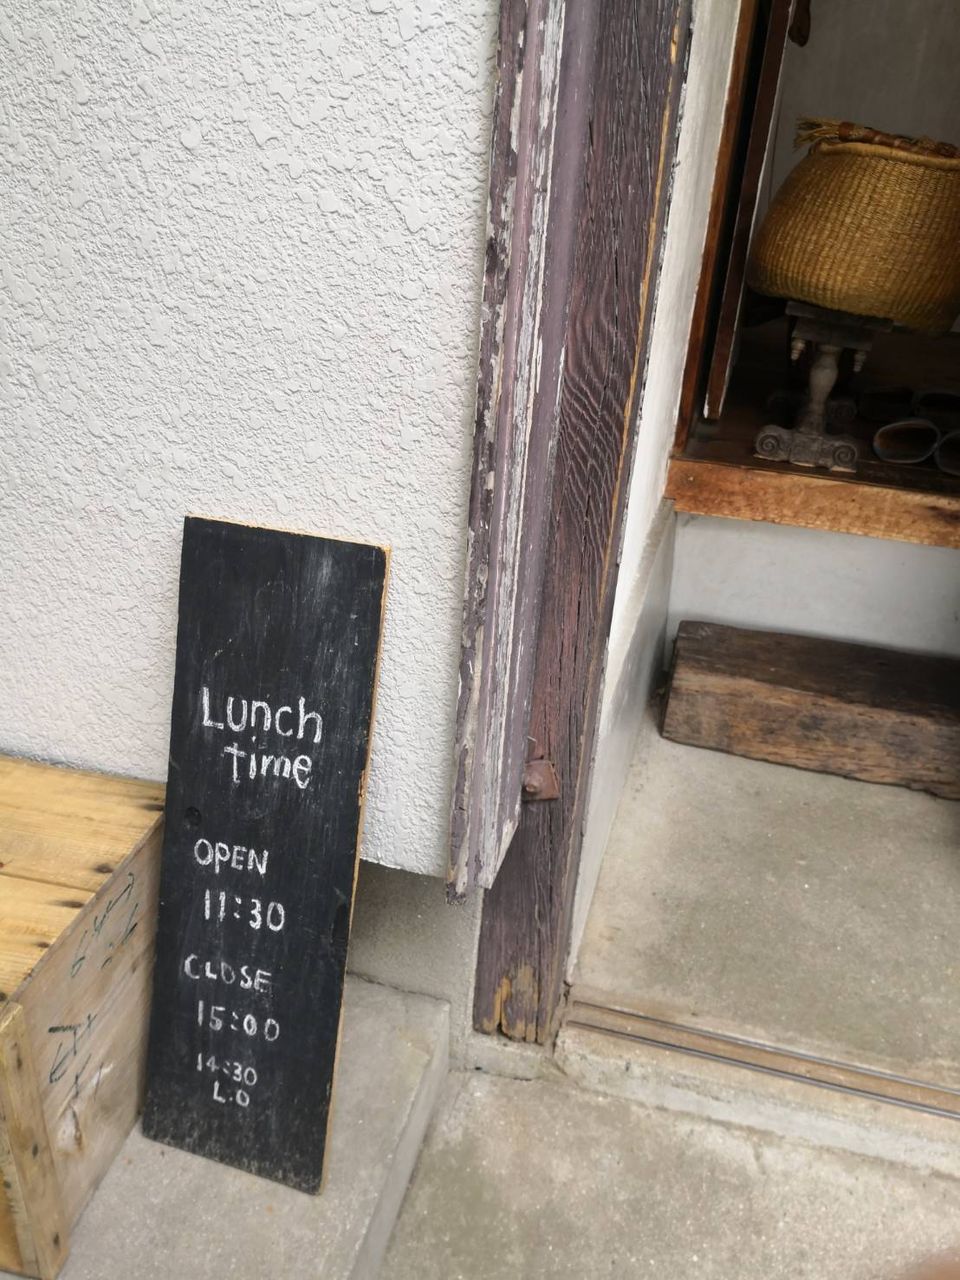 Lunch
time
OPEN
11:30
CLOSE
15:00
14:30
L.O